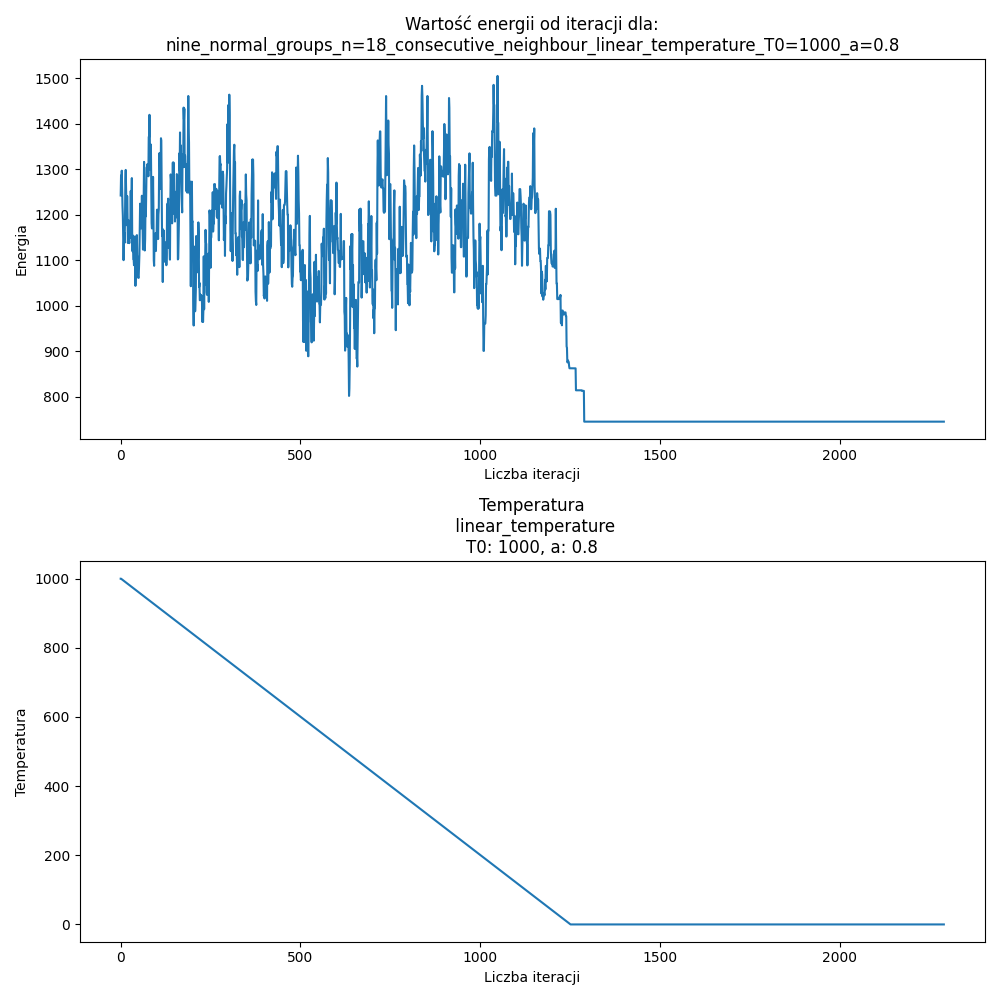 Wartość energii od iteracji dla:
nine_normal_groups_n=18_consecutive_neighbour_linear_temperature_T0=1000_a=0.8
1500
1400
1300
1200
1100
1000
900
800
Energia
0 500 1000 1500 2000
Liczba iteracji
Temperatura
linear_temperature
T0: 1000, a: 0.8
1000
800
600
400
200
0
Temperatura
0 500 1000 1500 2000
Liczba iteracji